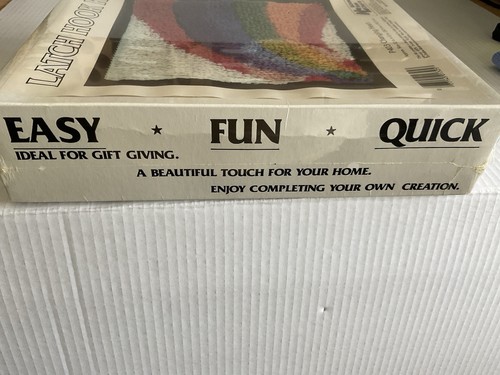 LATCH HOOK
EASY ★ FUN ★ QUICK
IDEAL FOR GIFT GIVING.
A BEAUTIFUL TOUCH FOR YOUR HOME.
ENJOY COMPLETING YOUR OWN CREATION.